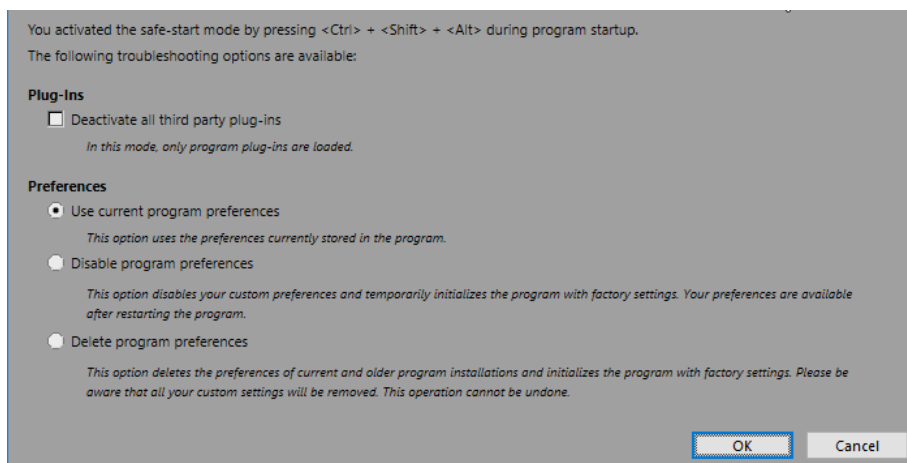 You activated the safe-start mode by pressing <Ctrl> + <Shift> + <Alt> during program startup.
The following troubleshooting options are available:
Plug-Ins
Deactivate all third party plug-ins
In this mode, only program plug-ins are loaded.
Preferences
Use current program preferences
This option uses the preferences currently stored in the program.
Disable program preferences
This option disables your custom preferences and temporarily initializes the program with factory settings. Your preferences are available
after restarting the program.
Delete program preferences
This option deletes the preferences of current and older program installations and initializes the program with factory settings. Please be
aware that all your custom settings will be removed. This operation cannot be undone.
OK Cancel